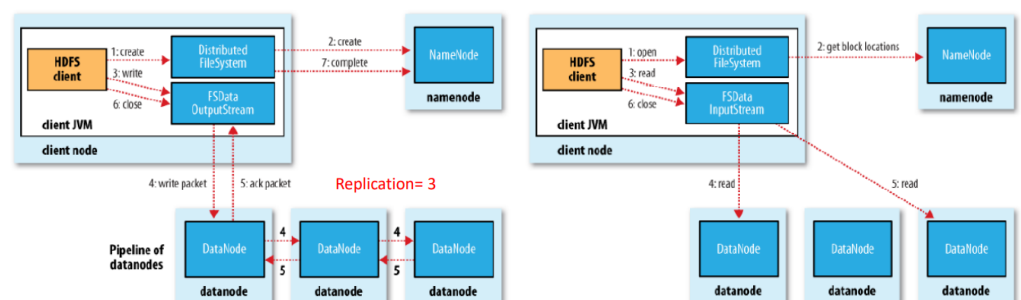 HDFS
client
1: create
3: write
6: close
Distributed
FileSystem
FSData
OutputStream
client JVM
client node
2: create
7: complete
NameNode
namenode
4: write packet
5: ack packet
Replication= 3
Pipeline of
datanodes
DataNode
datanode
4
5
DataNode
datanode
4
5
DataNode
datanode
HDFS
client
1: open
3: read
6: close
Distributed
FileSystem
FSData
InputStream
client JVM
client node
2: get block locations
NameNode
namenode
4: read
5: read
DataNode
datanode
DataNode
datanode
DataNode
datanode